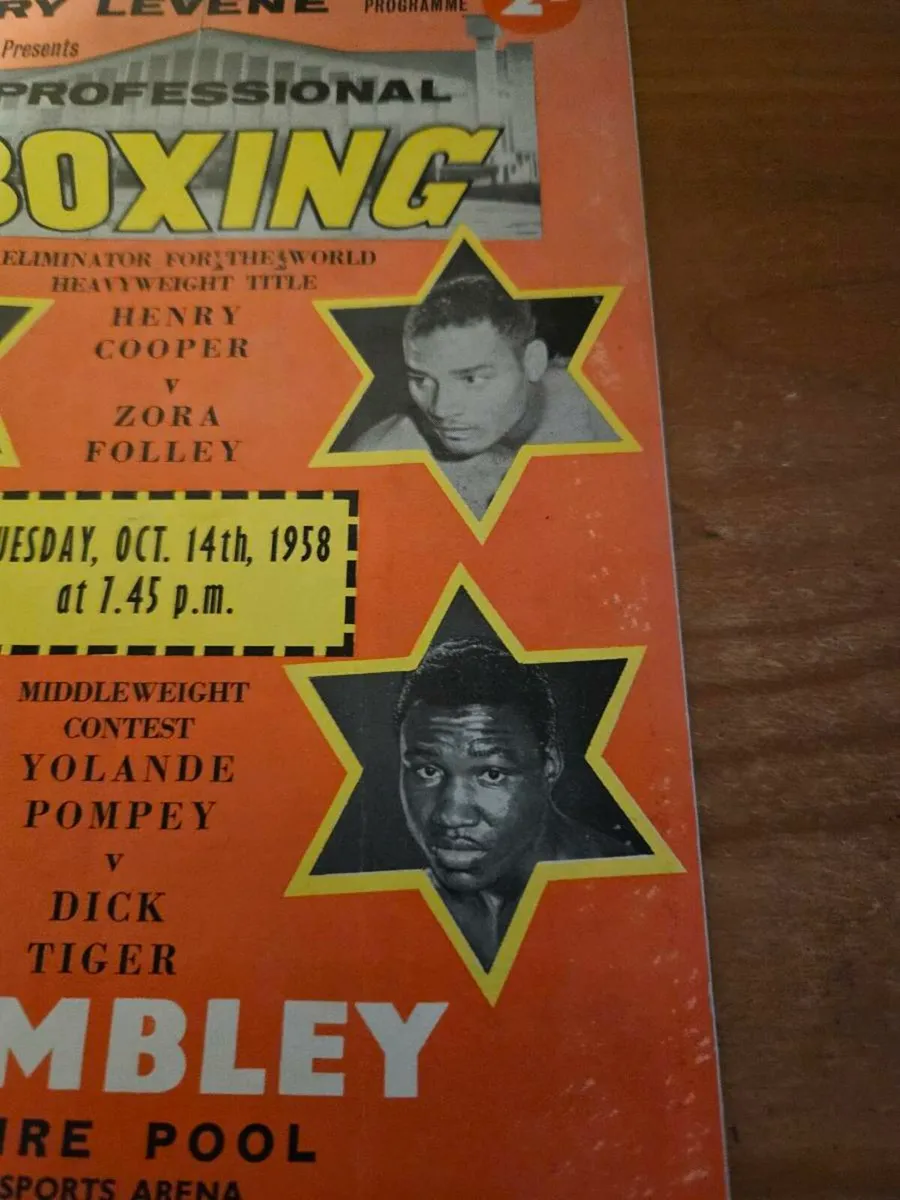 RY LEVENE
PROGRAMME
2
Presents
PROFESSIONAL
BOXING
ELIMINATOR FOR THE WORLD
HEAVYWEIGHT TITLE
HENRY
COOPER
v
ZORA
FOLLEY
UESDAY, OCT. 14th, 1958
at 7.45 p.m.
MIDDLEWEIGHT
CONTEST
YOLANDE
POMPEY
v
DICK
TIGER
MBLEY
IRE POOL
SPORTS ARENA